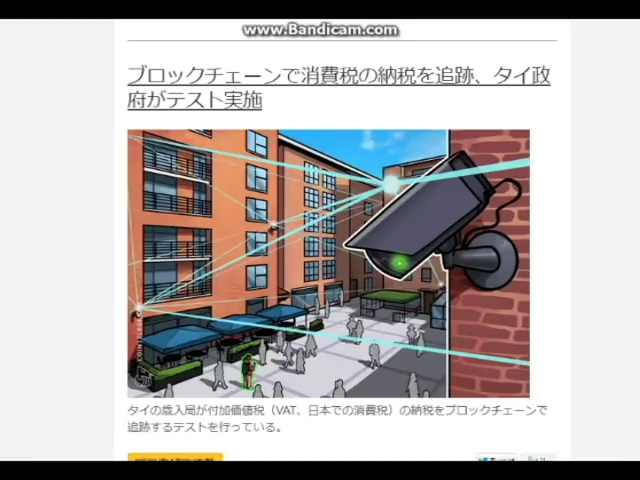 www.Bandicam.com
ブロックチェーンで消費税の納税を追跡、タイ政
府がテスト実施
タイの歳入局が付加価値税（VAT、日本での消費税）の納税をブロックチェーンで
追跡するテストを行っている。